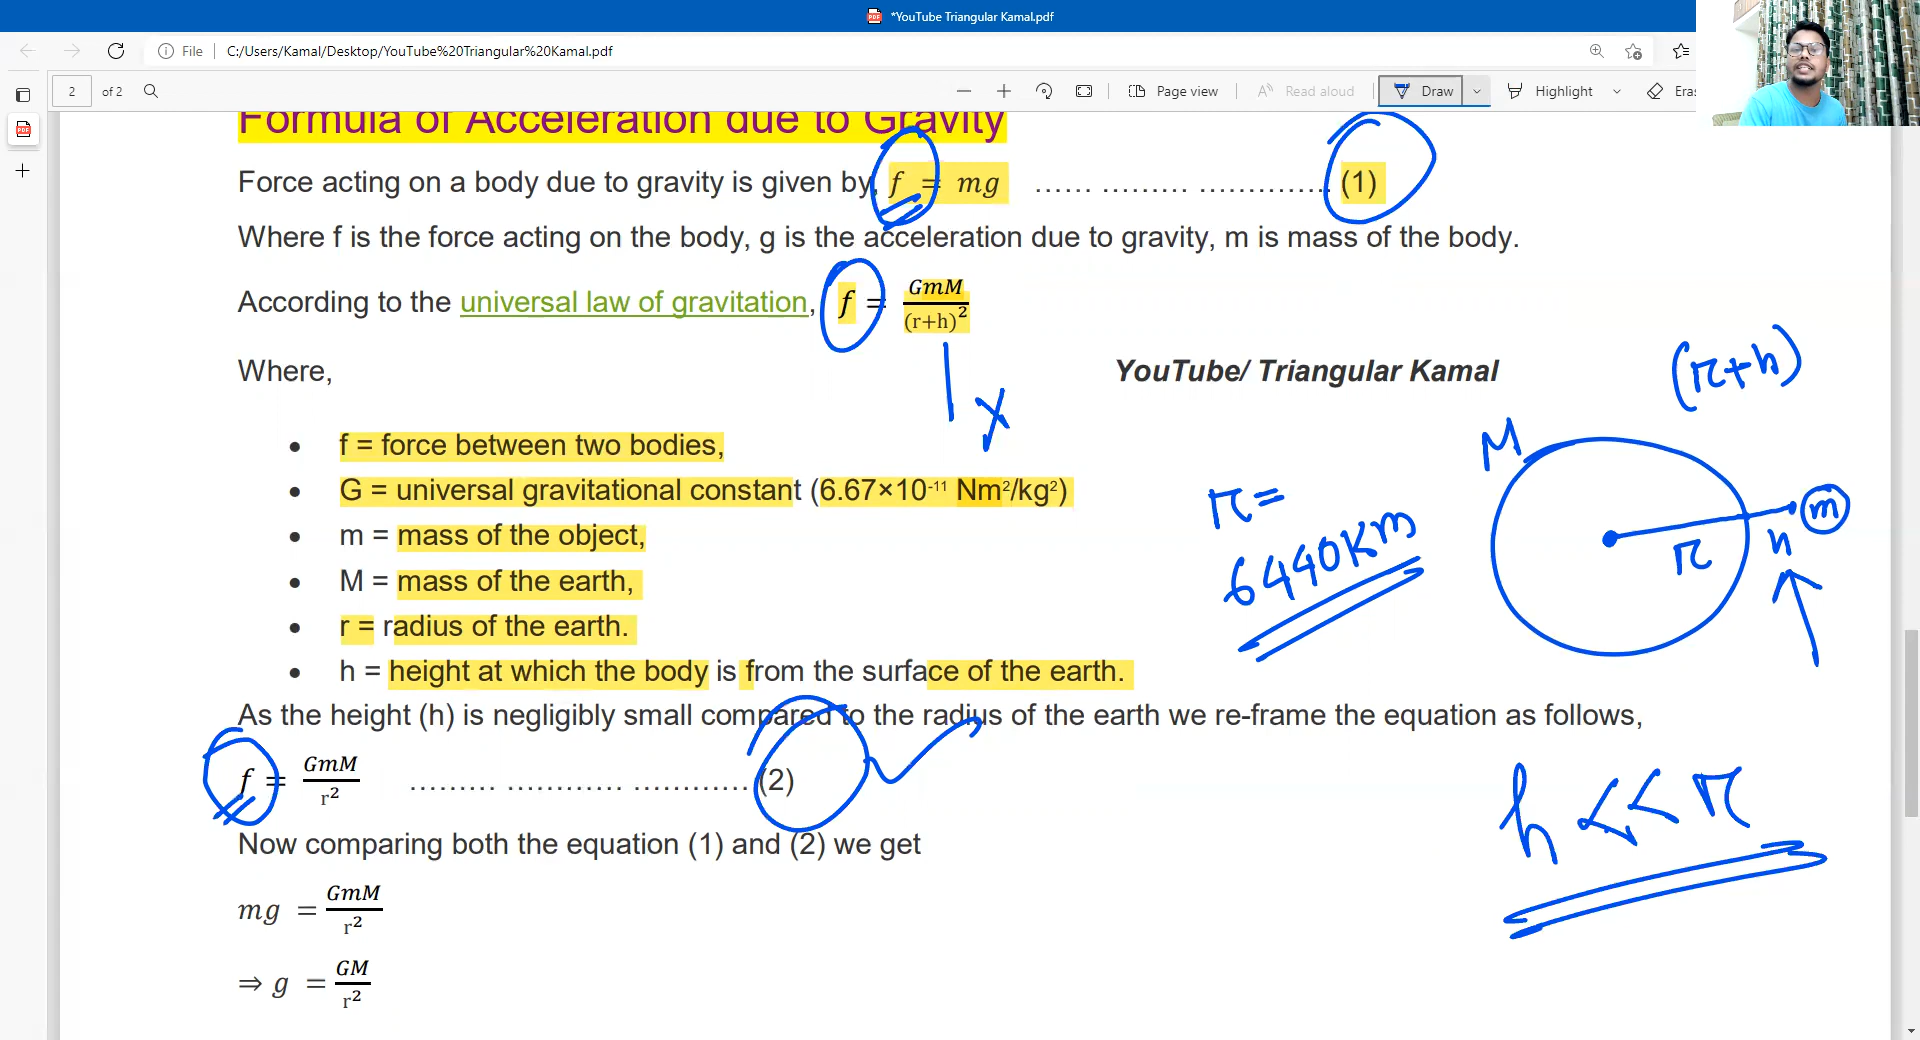 *YouTube Triangular Kamal.pdf
File C:/Users/Kamal/Desktop/YouTube%20Triangular%20Kamal.pdf
2 of 2 Page view Read aloud Draw Highlight Eras
Formula of Acceleration due to Gravity
Force acting on a body due to gravity is given by, f = mg …… ……… ………….. (1)
Where f is the force acting on the body, g is the acceleration due to gravity, m is mass of the body.
According to the universal law of gravitation, f = GmM/(r+h)²
Where,
YouTube/ Triangular Kamal
(r+h)
• f = force between two bodies,
• G = universal gravitational constant (6.67×10⁻¹¹ Nm²/kg²)
• m = mass of the object,
• M = mass of the earth,
• r = radius of the earth.
• h = height at which the body is from the surface of the earth.
M
m
r
h
r =
6440Km
As the height (h) is negligibly small compared to the radius of the earth we re-frame the equation as follows,
f = GmM/r² ……… ………… ………… (2)
h << r
Now comparing both the equation (1) and (2) we get
mg = GmM/r²
⇒ g = GM/r²